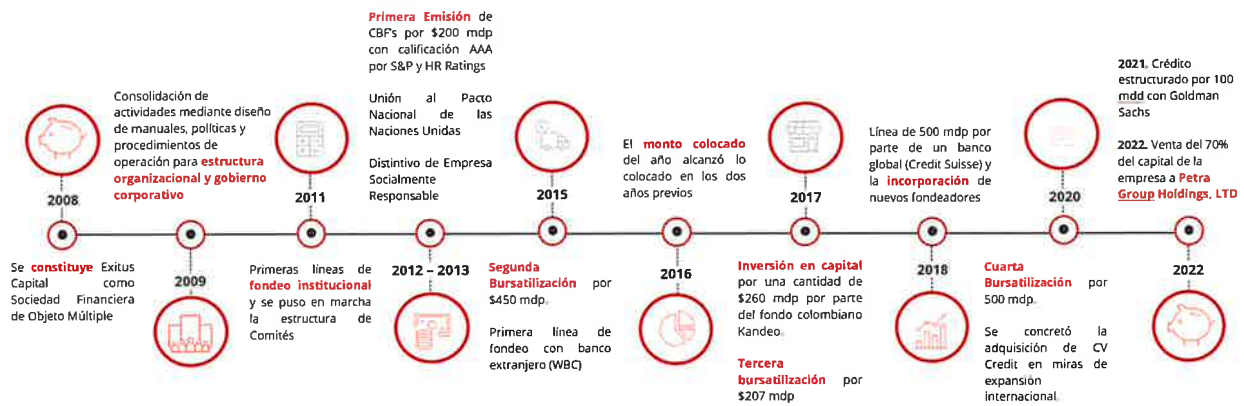 2008
Se constituye Exitus
Capital como
Sociedad Financiera
de Objeto Múltiple
Consolidación de
actividades mediante diseño
de manuales, políticas y
procedimientos de
operación para estructura
organizacional y gobierno
corporativo
2009
2011
Primeras líneas de
fondeo institucional
y se puso en marcha
la estructura de
Comités
Primera Emisión de
CBF's por $200 mdp
con calificación AAA
por S&P y HR Ratings
Unión al Pacto
Nacional de las
Naciones Unidas
Distintivo de Empresa
Socialmente
Responsable
2012 – 2013
2015
Segunda
Bursatilización por
$450 mdp.
Primera línea de
fondeo con banco
extranjero (WBC)
El monto colocado
del año alcanzó lo
colocado en los dos
años previos
2016
2017
Inversión en capital
por una cantidad de
$260 mdp por parte
del fondo colombiano
Kandeo.
Tercera
bursatilización por
$207 mdp
Línea de 500 mdp por
parte de un banco
global (Credit Suisse) y
la incorporación de
nuevos fondeadores
2018
2020
Cuarta
Bursatilización por
500 mdp.
Se concretó la
adquisición de CV
Credit en miras de
expansión
internacional.
2021. Crédito
estructurado por 100
mdd con Goldman
Sachs
2022. Venta del 70%
del capital de la
empresa a Petra
Group Holdings, LTD
2022